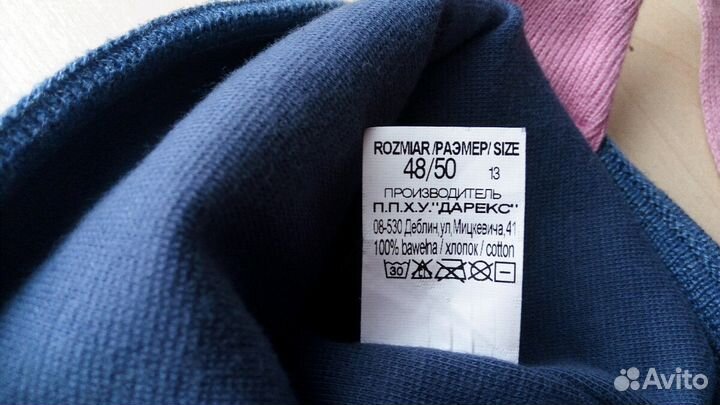 ROZMIAR /РАЭМЕР/ SIZE
48/50 13
ПРОИЗВОДИТЕЛЬ
П.П.Х.У."ДАРЕКС"
08-530 Деблин,ул,Мицкевича,41
100% bawełna / хлопок / cotton
30
Avito